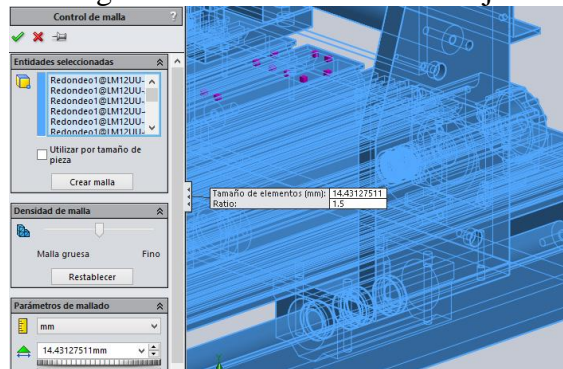 Control de malla ?
Entidades seleccionadas
Redondeo1@LM12UU-
Redondeo1@LM12UU-
Redondeo1@LM12UU-
Redondeo1@LM12UU-
Redondeo1@LM12UU-
Redondeo1@LM12UU-
Utilizar por tamaño de
pieza
Crear malla
Tamaño de elementos (mm): 14.43127511
Ratio: 1.5
Densidad de malla
Malla gruesa Fino
Restablecer
Parámetros de mallado
mm
14.43127511mm